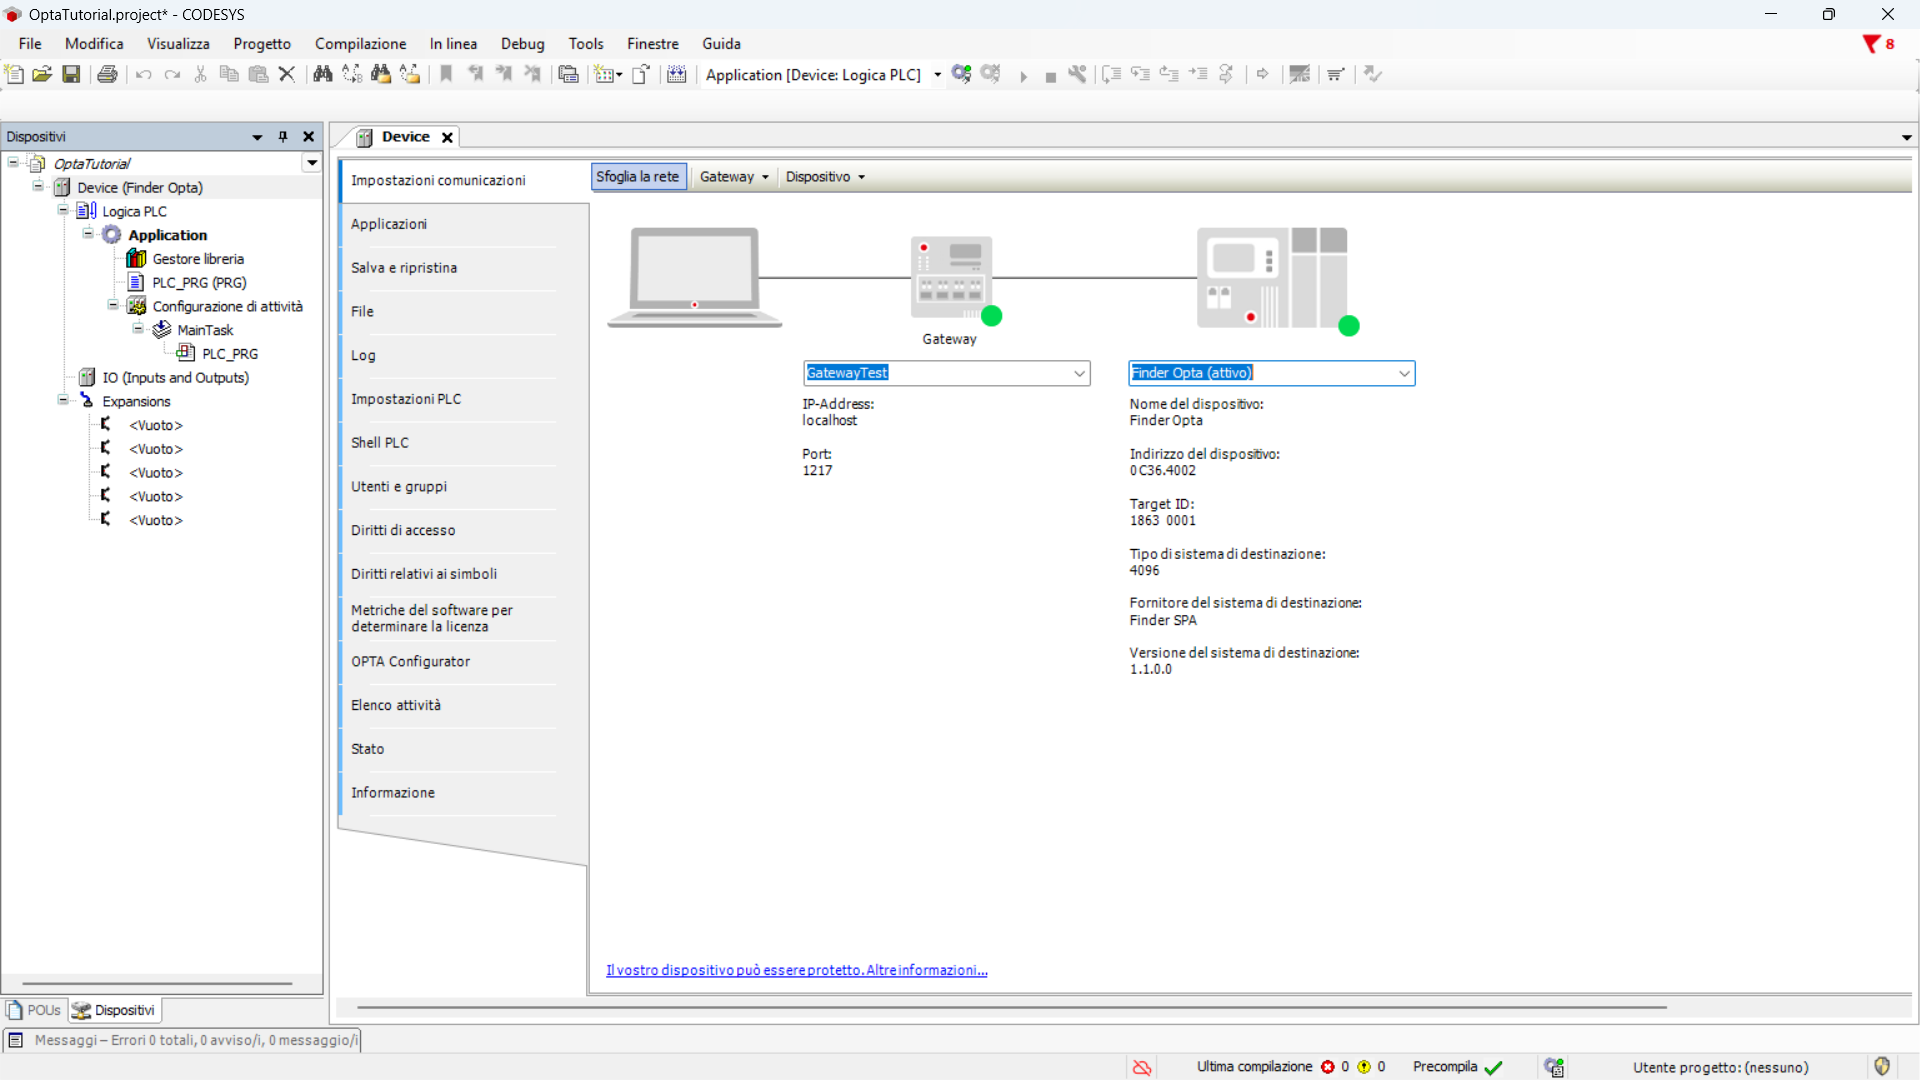 OptaTutorial.project* - CODESYS
File Modifica Visualizza Progetto Compilazione In linea Debug Tools Finestre Guida
8
Application [Device: Logica PLC]
Dispositivi
OptaTutorial
Device (Finder Opta)
Logica PLC
Application
Gestore libreria
PLC_PRG (PRG)
Configurazione di attività
MainTask
PLC_PRG
IO (Inputs and Outputs)
Expansions
<Vuoto>
<Vuoto>
<Vuoto>
<Vuoto>
<Vuoto>
POUs Dispositivi
Device
Impostazioni comunicazioni
Applicazioni
Salva e ripristina
File
Log
Impostazioni PLC
Shell PLC
Utenti e gruppi
Diritti di accesso
Diritti relativi ai simboli
Metriche del software per
determinare la licenza
OPTA Configurator
Elenco attività
Stato
Informazione
Sfoglia la rete Gateway Dispositivo
Gateway
GatewayTest
IP-Address:
localhost
Port:
1217
Finder Opta (attivo)
Nome del dispositivo:
Finder Opta
Indirizzo del dispositivo:
0C36.4002
Target ID:
1863 0001
Tipo di sistema di destinazione:
4096
Fornitore del sistema di destinazione:
Finder SPA
Versione del sistema di destinazione:
1.1.0.0
Il vostro dispositivo può essere protetto. Altre informazioni...
Messaggi – Errori 0 totali, 0 avviso/i, 0 messaggio/i
Ultima compilazione 0 0 Precompila Utente progetto: (nessuno)